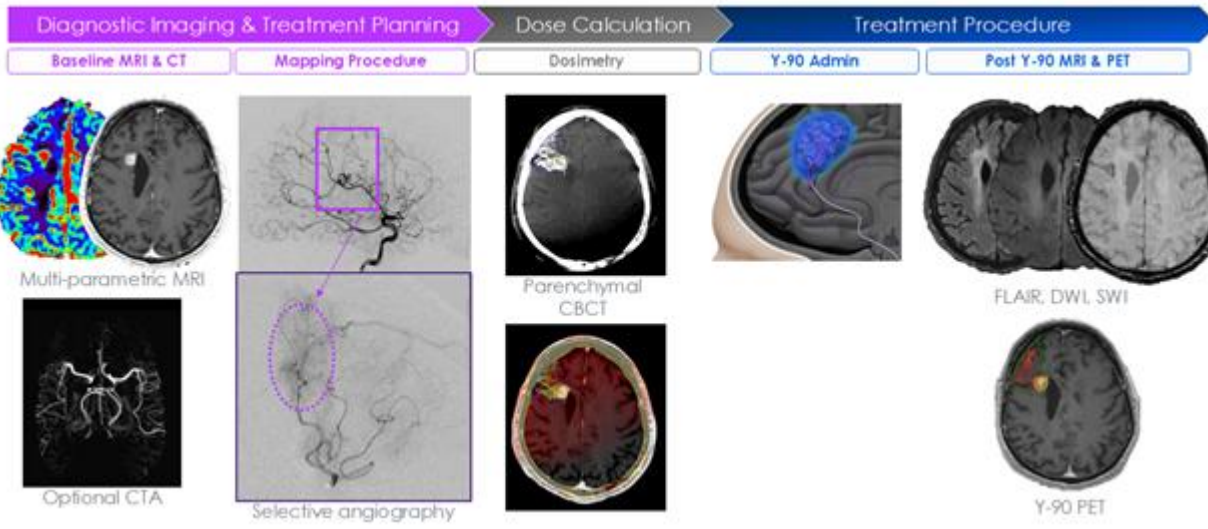 Diagnostic Imaging & Treatment Planning
Dose Calculation
Treatment Procedure
Baseline MRI & CT
Mapping Procedure
Dosimetry
Y-90 Admin
Post Y-90 MRI & PET
Multi-parametric MRI
Parenchymal
CBCT
FLAIR, DWI, SWI
Optional CTA
Selective angiography
Y-90 PET